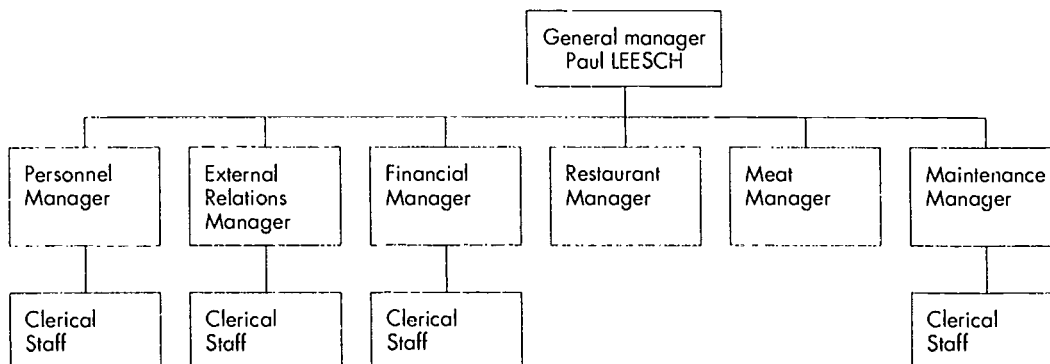 General manager
Paul LEESCH
Personnel
Manager
External
Relations
Manager
Financial
Manager
Restaurant
Manager
Meat
Manager
Maintenance
Manager
Clerical
Staff
Clerical
Staff
Clerical
Staff
Clerical
Staff